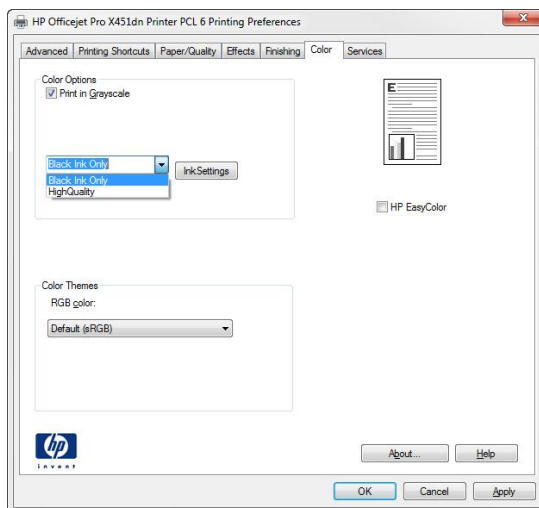 HP Officejet Pro X451dn Printer PCL 6 Printing Preferences
Advanced Printing Shortcuts Paper/Quality Effects Finishing Color Services
Color Options
Print in Grayscale
E
Black Ink Only
InkSettings
Black Ink Only
HighQuality
HP EasyColor
Color Themes
RGB color:
Default (sRGB)
hp
invent
About... Help
OK Cancel Apply